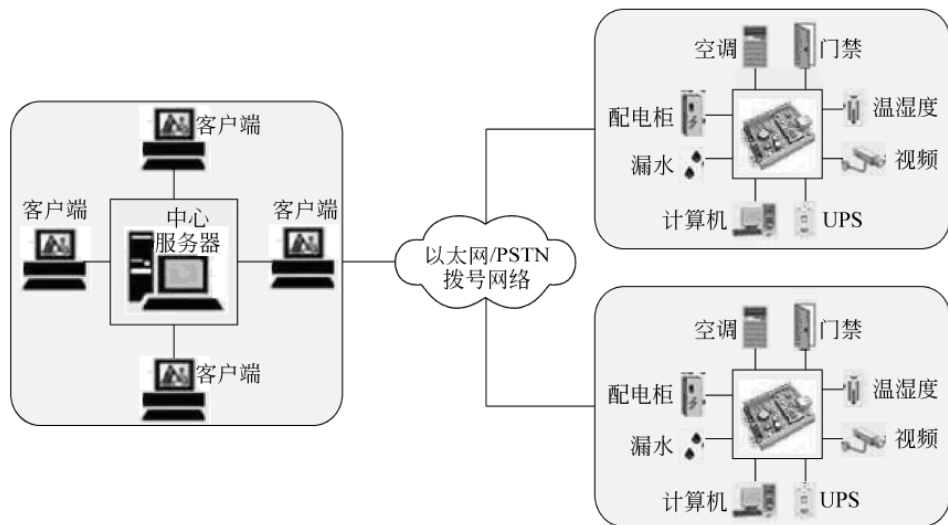 客户端
客户端
中心
服务器
客户端
客户端
以太网/PSTN
拨号网络
空调
门禁
配电柜
温湿度
漏水
视频
计算机
UPS
空调
门禁
配电柜
温湿度
漏水
视频
计算机
UPS